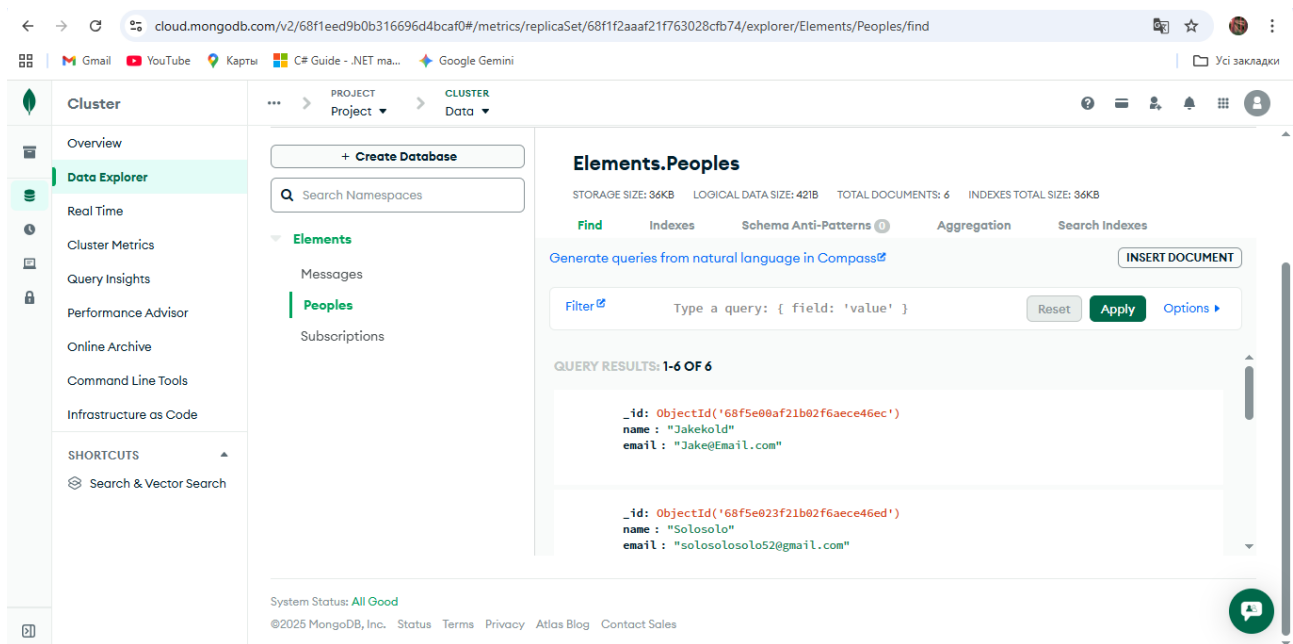 cloud.mongodb.com/v2/68f1eed9b0b316696d4bcaf0#/metrics/replicaSet/68f1f2aaaf21f763028cfb74/explorer/Elements/Peoples/find
Gmail YouTube Карты C# Guide - .NET ma... Google Gemini Усі закладки
Cluster
... PROJECT CLUSTER
Project Data
Overview
Data Explorer
Real Time
Cluster Metrics
Query Insights
Performance Advisor
Online Archive
Command Line Tools
Infrastructure as Code
SHORTCUTS
Search & Vector Search
+ Create Database
Search Namespaces
Elements
Messages
Peoples
Subscriptions
Elements.Peoples
STORAGE SIZE: 36KB LOGICAL DATA SIZE: 421B TOTAL DOCUMENTS: 6 INDEXES TOTAL SIZE: 36KB
Find Indexes Schema Anti-Patterns 0 Aggregation Search Indexes
Generate queries from natural language in Compass INSERT DOCUMENT
Filter Type a query: { field: 'value' } Reset Apply Options
QUERY RESULTS: 1-6 OF 6
_id: ObjectId('68f5e00af21b02f6aece46ec')
name : "Jakekold"
email : "Jake@Email.com"
_id: ObjectId('68f5e023f21b02f6aece46ed')
name : "Solosolo"
email : "solosolosolo52@gmail.com"
System Status: All Good
©2025 MongoDB, Inc. Status Terms Privacy Atlas Blog Contact Sales